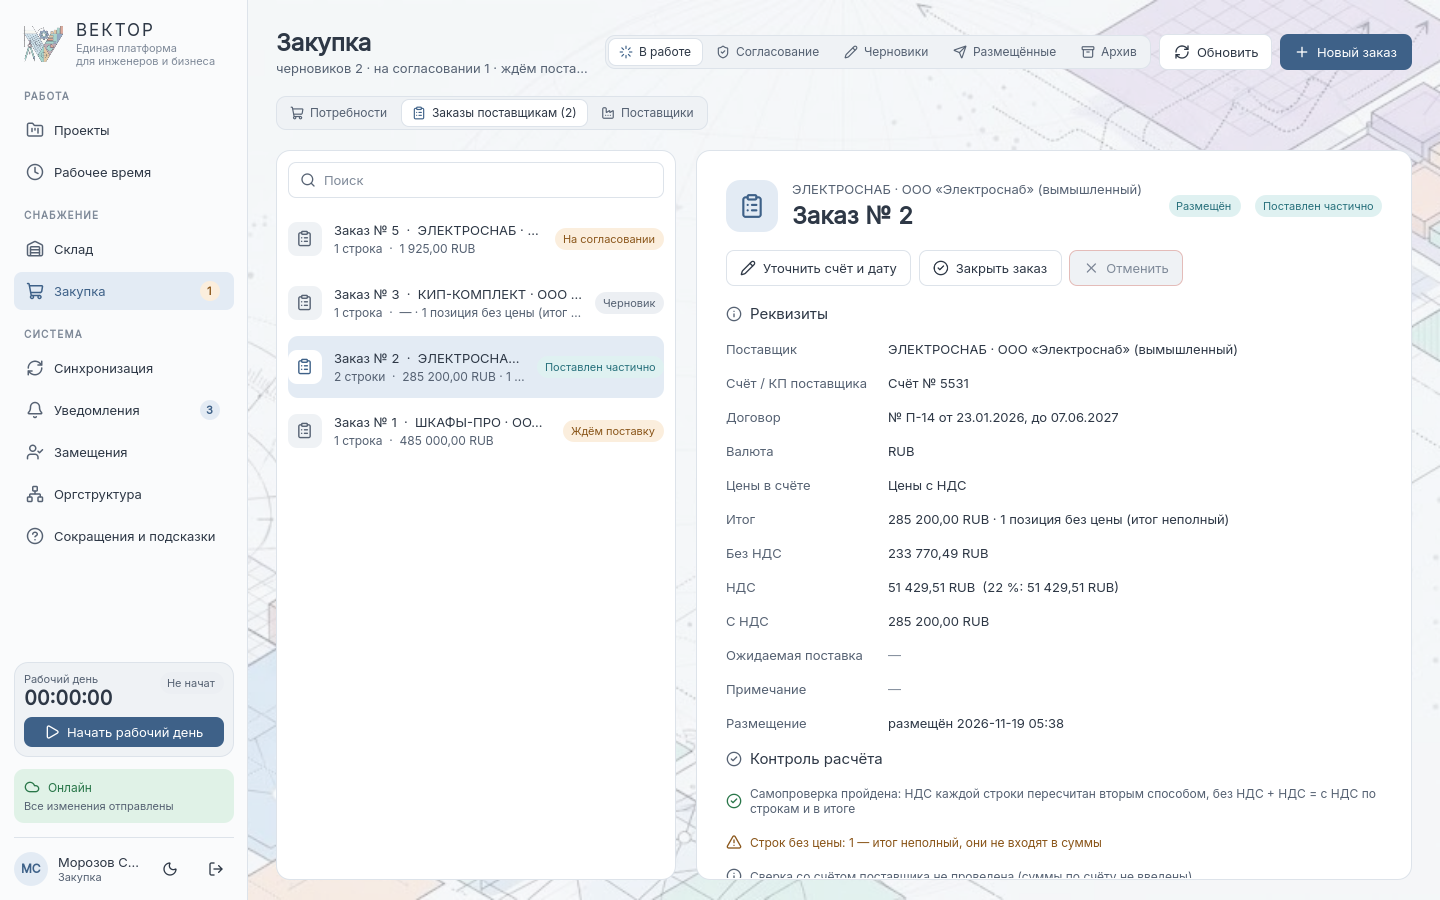 ВЕКТОР
Единая платформа
для инженеров и бизнеса
РАБОТА
Проекты
Рабочее время
СНАБЖЕНИЕ
Склад
Закупка 1
СИСТЕМА
Синхронизация
Уведомления 3
Замещения
Оргструктура
Сокращения и подсказки
Рабочий день
00:00:00
Не начат
Начать рабочий день
Онлайн
Все изменения отправлены
МС
Морозов С...
Закупка
Закупка
черновиков 2 · на согласовании 1 · ждём поста...
В работе
Согласование
Черновики
Размещённые
Архив
Обновить
Новый заказ
Потребности
Заказы поставщикам (2)
Поставщики
Поиск
Заказ № 5 · ЭЛЕКТРОСНАБ · ...
1 строка · 1 925,00 RUB
На согласовании
Заказ № 3 · КИП-КОМПЛЕКТ · ООО ...
1 строка · — · 1 позиция без цены (итог ...
Черновик
Заказ № 2 · ЭЛЕКТРОСНА...
2 строки · 285 200,00 RUB · 1 ...
Поставлен частично
Заказ № 1 · ШКАФЫ-ПРО · ОО...
1 строка · 485 000,00 RUB
Ждём поставку
ЭЛЕКТРОСНАБ · ООО «Электроснаб» (вымышленный)
Заказ № 2
Размещён
Поставлен частично
Уточнить счёт и дату
Закрыть заказ
Отменить
Реквизиты
Поставщик ЭЛЕКТРОСНАБ · ООО «Электроснаб» (вымышленный)
Счёт / КП поставщика Счёт № 5531
Договор № П-14 от 23.01.2026, до 07.06.2027
Валюта RUB
Цены в счёте Цены с НДС
Итог 285 200,00 RUB · 1 позиция без цены (итог неполный)
Без НДС 233 770,49 RUB
НДС 51 429,51 RUB (22 %: 51 429,51 RUB)
С НДС 285 200,00 RUB
Ожидаемая поставка —
Примечание —
Размещение размещён 2026-11-19 05:38
Контроль расчёта
Самопроверка пройдена: НДС каждой строки пересчитан вторым способом, без НДС + НДС = с НДС по
строкам и в итоге
Строк без цены: 1 — итог неполный, они не входят в суммы
Сверка со счётом поставщика не проведена (суммы по счёту не введены)